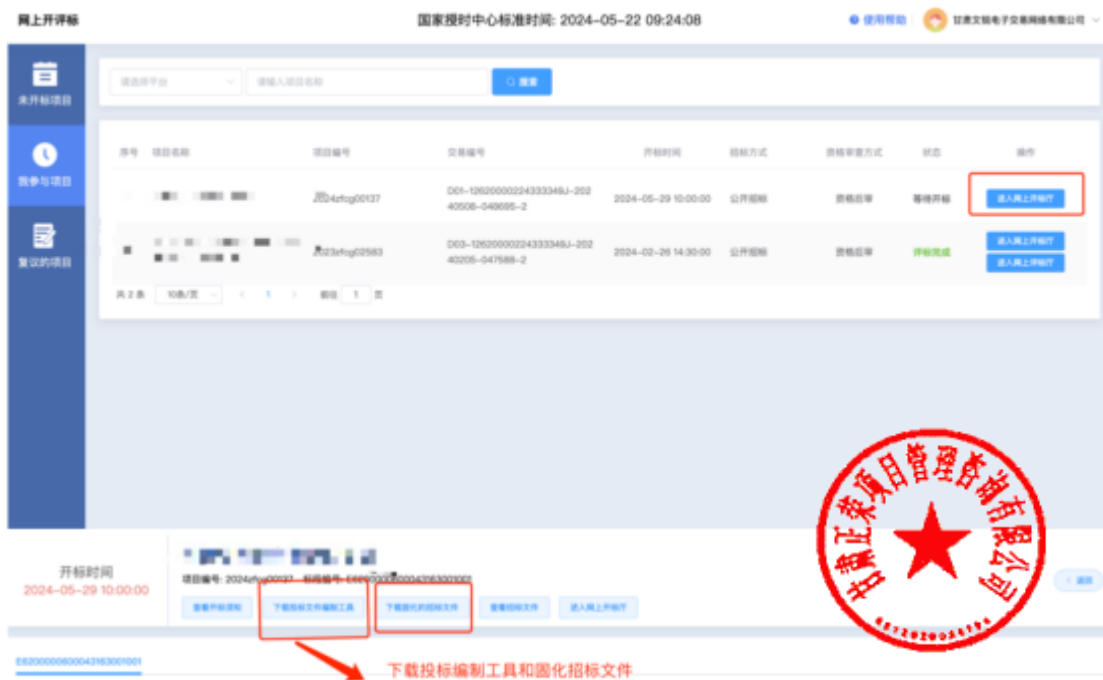 网上开评标
国家授时中心标准时间: 2024-05-22 09:24:08
使用帮助
甘肃文锐电子交易网络有限公司
未开标项目
我参与项目
复议的项目
请选择平台
请输入项目名称
搜索
序号 项目名称 项目编号 交易编号 开标时间 招标方式 资格审查方式 状态 操作
2024zfcg00137 D01-12620000224333349J-202 2024-05-29 10:00:00 公开招标 资格后审 等待开标 进入网上开标厅
40508-048695-2
2023zfcg02563 D03-12620000224333349J-202 2024-02-26 14:30:00 公开招标 资格后审 评标完成 进入网上开标厅
40205-047588-2 进入网上开标厅
共 2 条 10条/页 1 前往 1 页
甘肃正荣项目管理咨询有限公司
开标时间
2024-05-29 10:00:00
项目编号: 2024zfcg00137 标段编号: E6200000600043163001001
返回
查看开标须知 下载投标文件编制工具 下载固化的招标文件 查看招标文件 进入网上开标厅
E6200000600043163001001
下载投标编制工具和固化招标文件